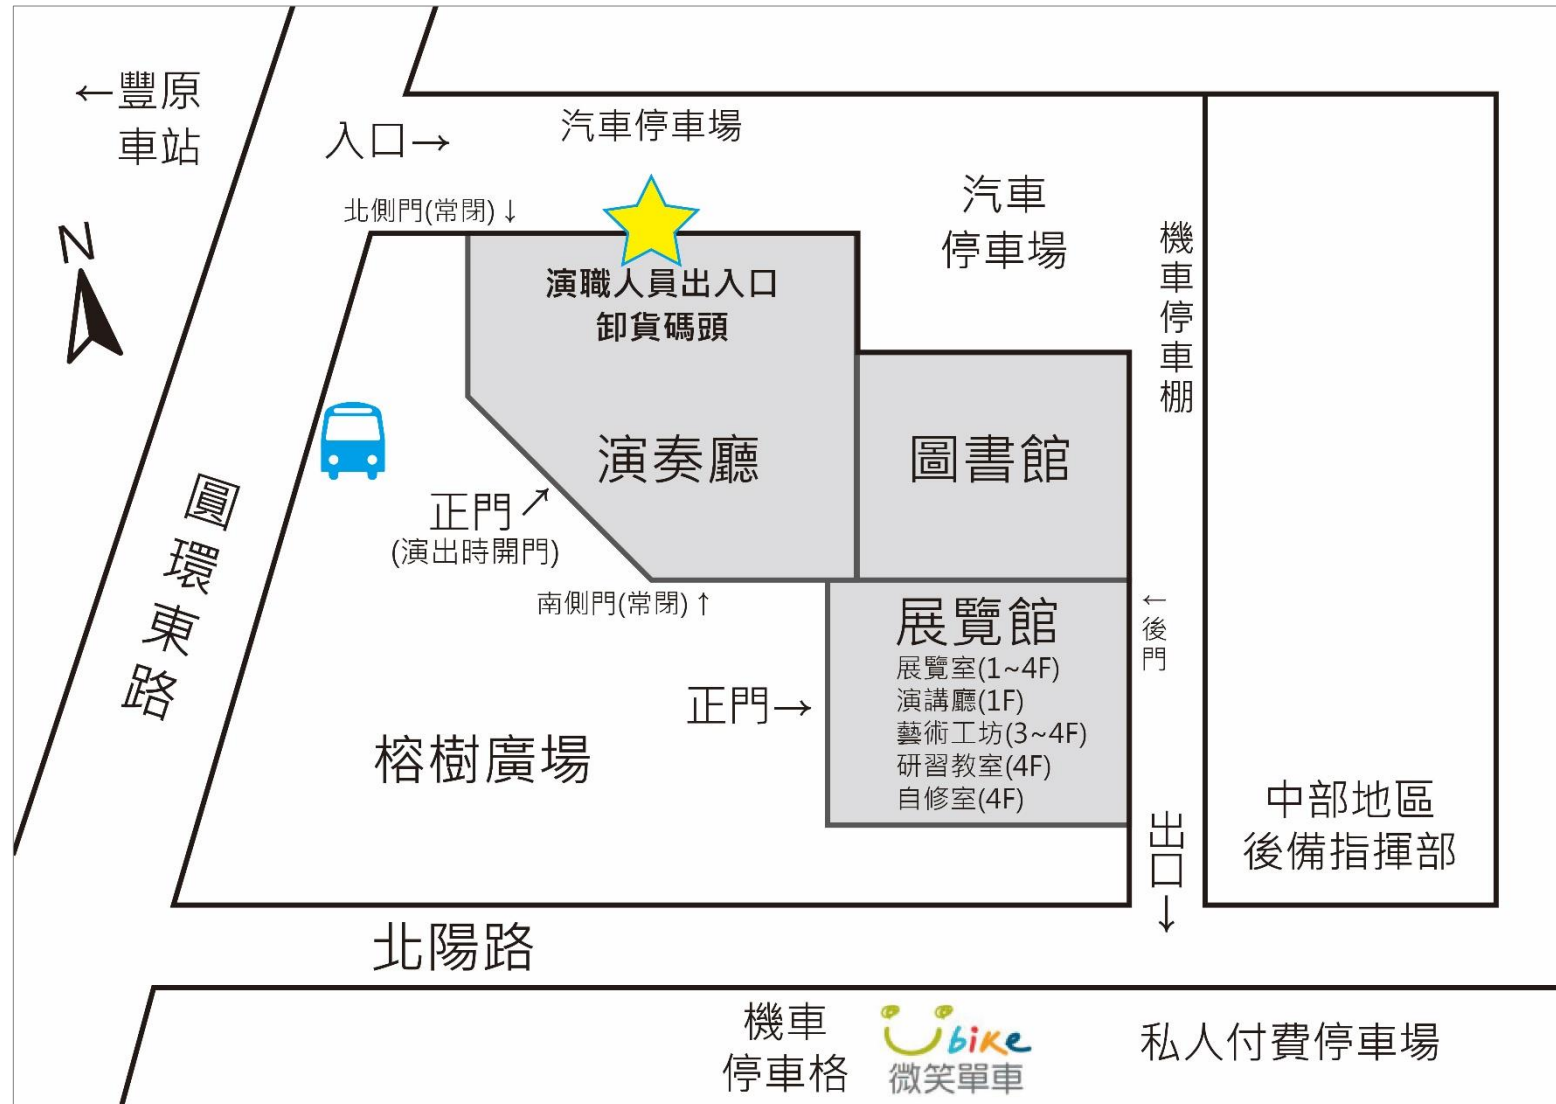 ←豐原
車站
入口→
汽車停車場
N
北側門(常閉)↓
汽車
停車場
機車停車棚
演職人員出入口
卸貨碼頭
演奏廳
圖書館
正門↗
(演出時開門)
圓環東路
南側門(常閉)↑
展覽館
展覽室(1~4F)
演講廳(1F)
藝術工坊(3~4F)
研習教室(4F)
自修室(4F)
←後門
正門→
榕樹廣場
出口→
中部地區
後備指揮部
北陽路
機車
停車格
Ubike
微笑單車
私人付費停車場